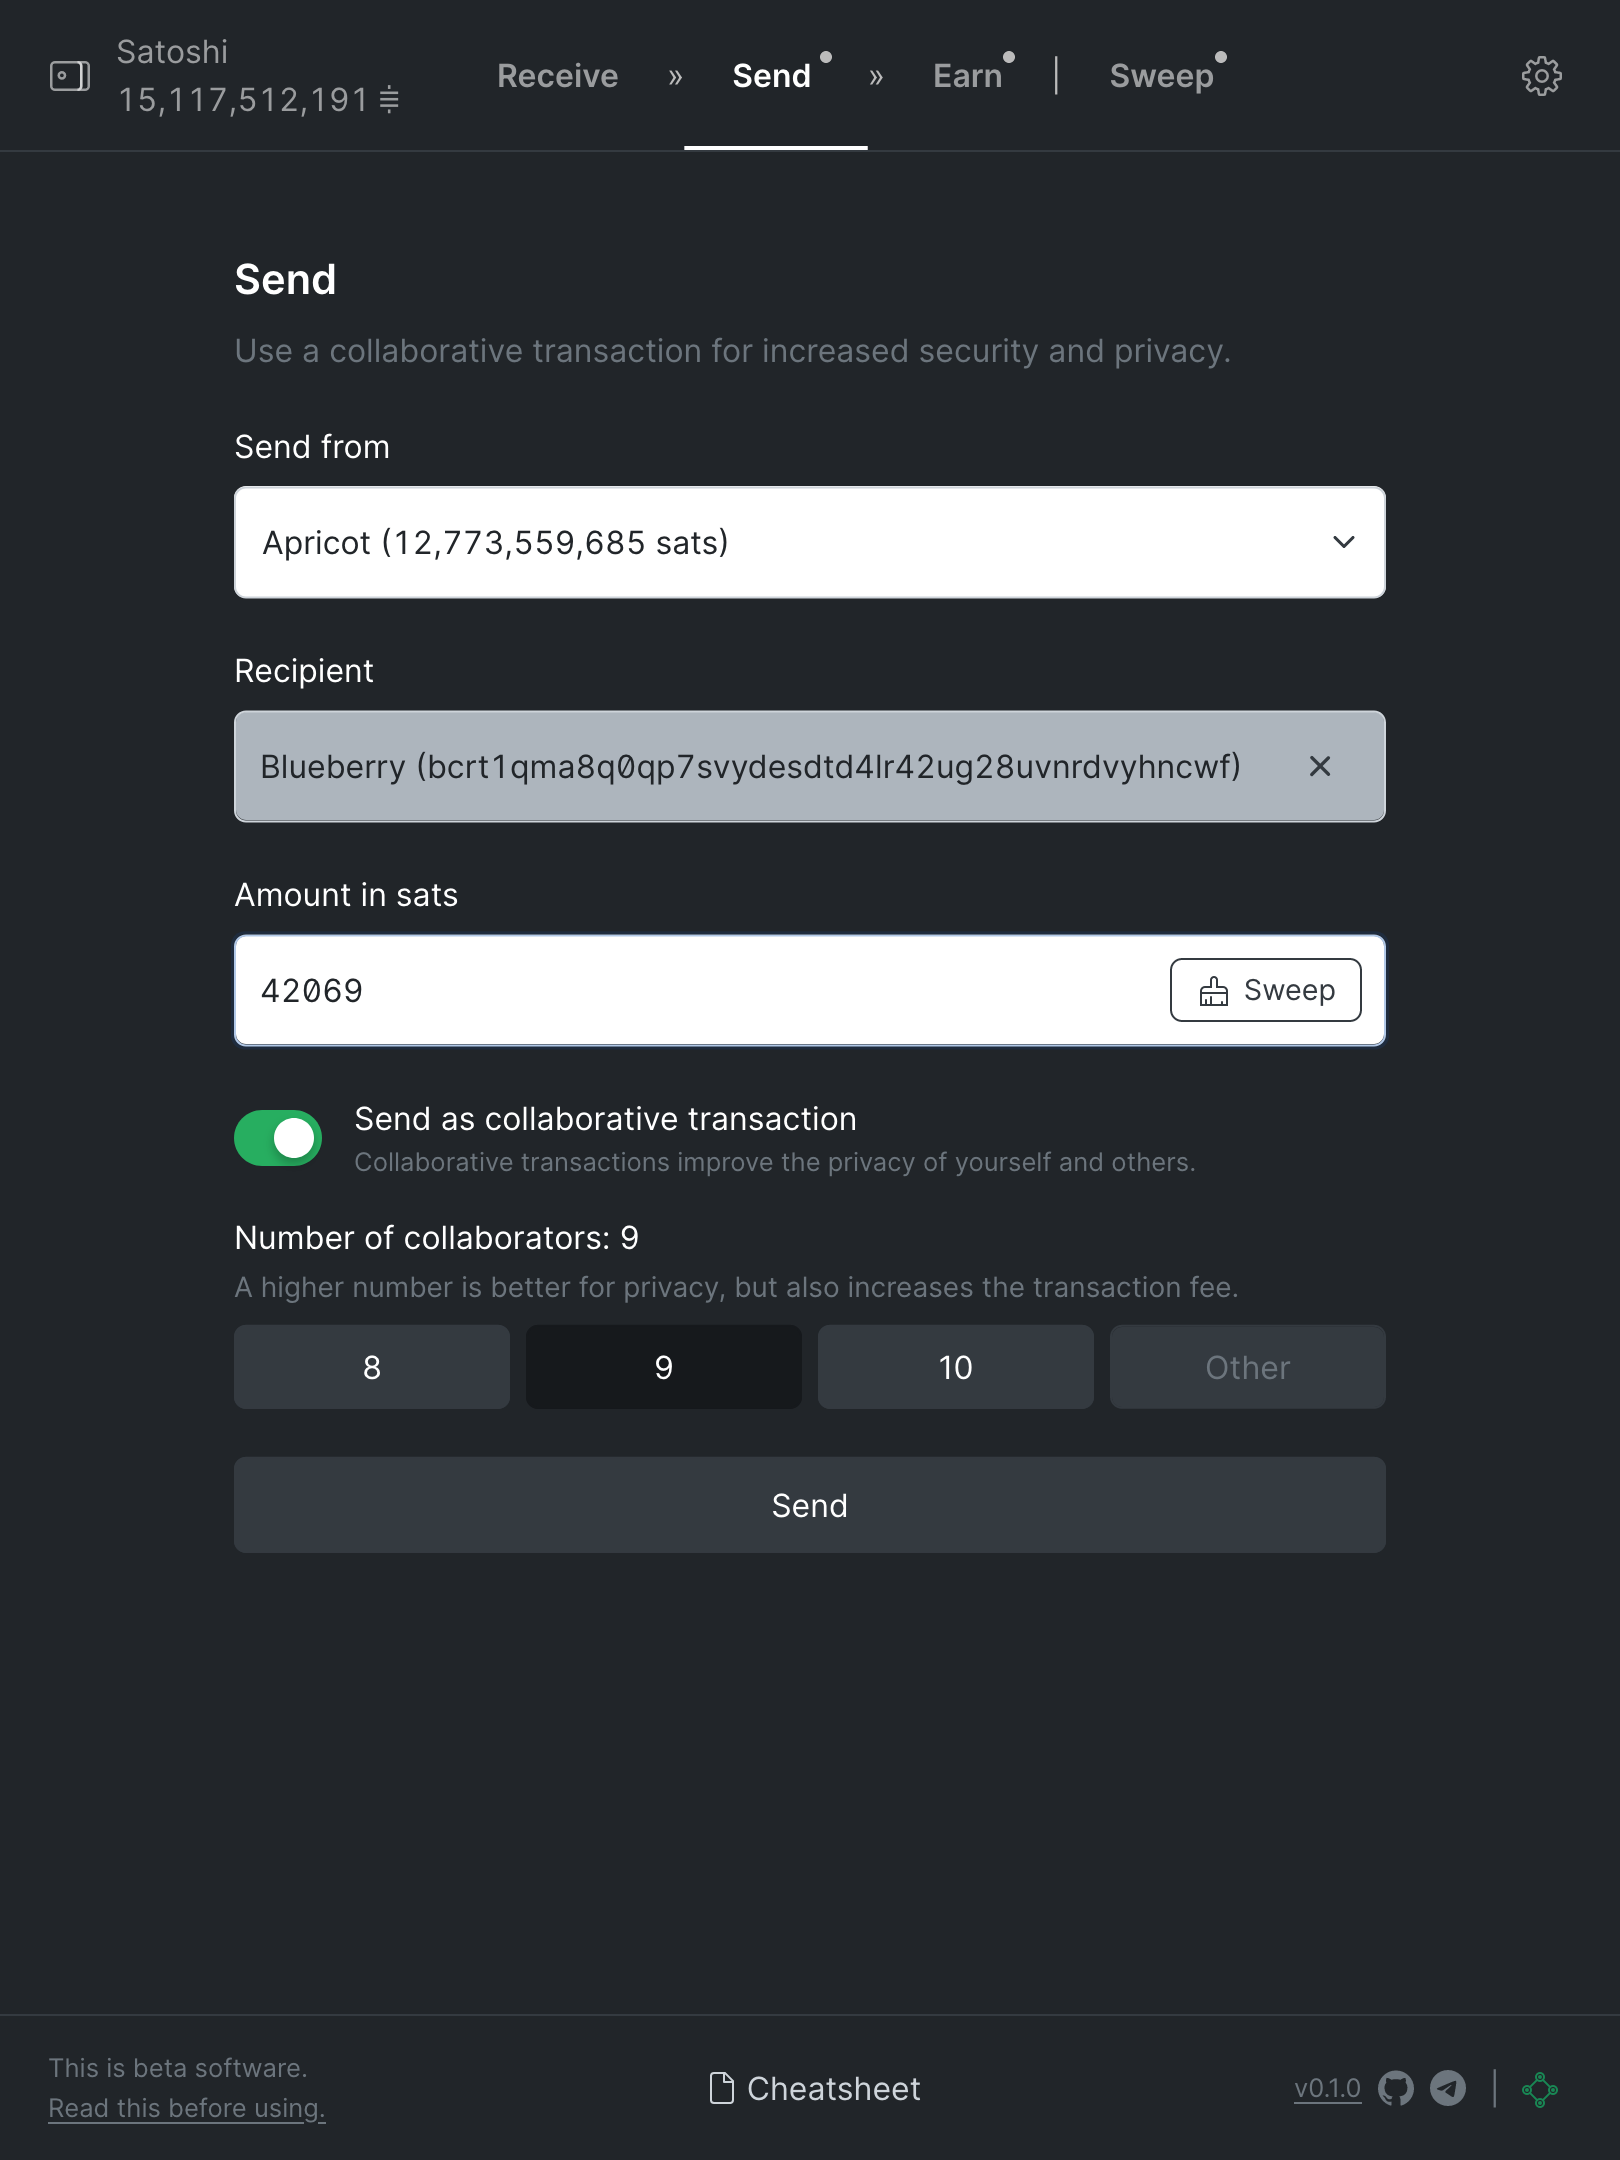 Satoshi
15,117,512,191
Receive » Send » Earn | Sweep
Send
Use a collaborative transaction for increased security and privacy.
Send from
Apricot (12,773,559,685 sats)
Recipient
Blueberry (bcrt1qma8q0qp7svydesdtd4lr42ug28uvnrdvyhncwf)
Amount in sats
42069
Sweep
Send as collaborative transaction
Collaborative transactions improve the privacy of yourself and others.
Number of collaborators: 9
A higher number is better for privacy, but also increases the transaction fee.
8 9 10 Other
Send
This is beta software.
Read this before using.
Cheatsheet
v0.1.0